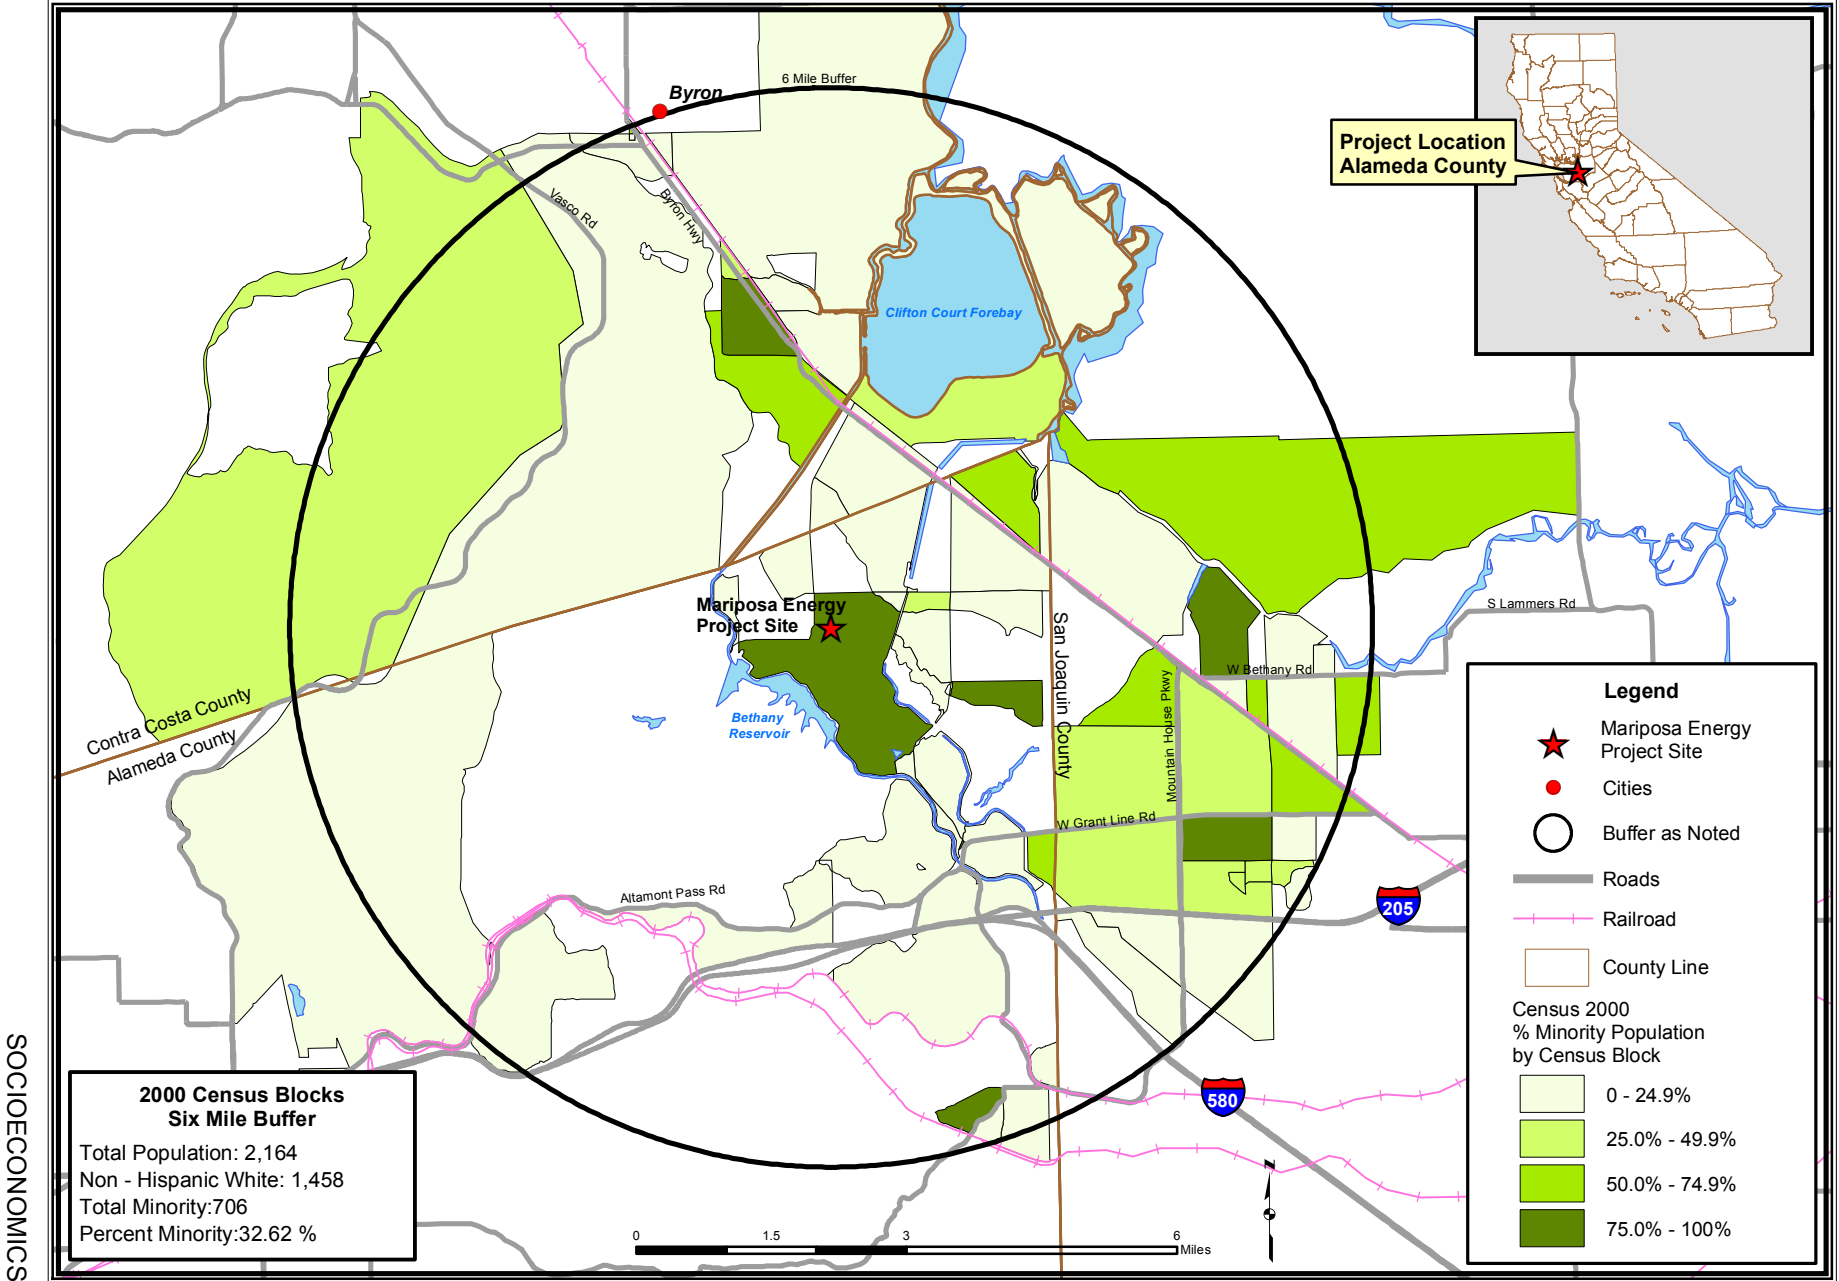 6 Mile Buffer
Byron
Vasco Rd
Byron Hwy
Clifton Court Forebay
Project Location
Alameda County
Mariposa Energy
Project Site
San Joaquin County
S Lammers Rd
W Bethany Rd
Mountain House Pkwy
Contra Costa County
Alameda County
Bethany
Reservoir
W Grant Line Rd
Altamont Pass Rd
205
580
Legend
Mariposa Energy
Project Site
Cities
Buffer as Noted
Roads
Railroad
County Line
Census 2000
% Minority Population
by Census Block
0 - 24.9%
25.0% - 49.9%
50.0% - 74.9%
75.0% - 100%
2000 Census Blocks
Six Mile Buffer
Total Population: 2,164
Non - Hispanic White: 1,458
Total Minority:706
Percent Minority:32.62 %
0 1.5 3 6
Miles
N
SOCIOECONOMICS